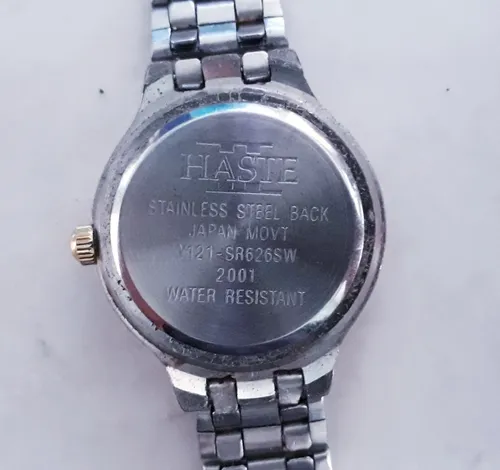 HASTE
STAINLESS STEEL BACK
JAPAN MOVT
Y121-SR626SW
2001
WATER RESISTANT